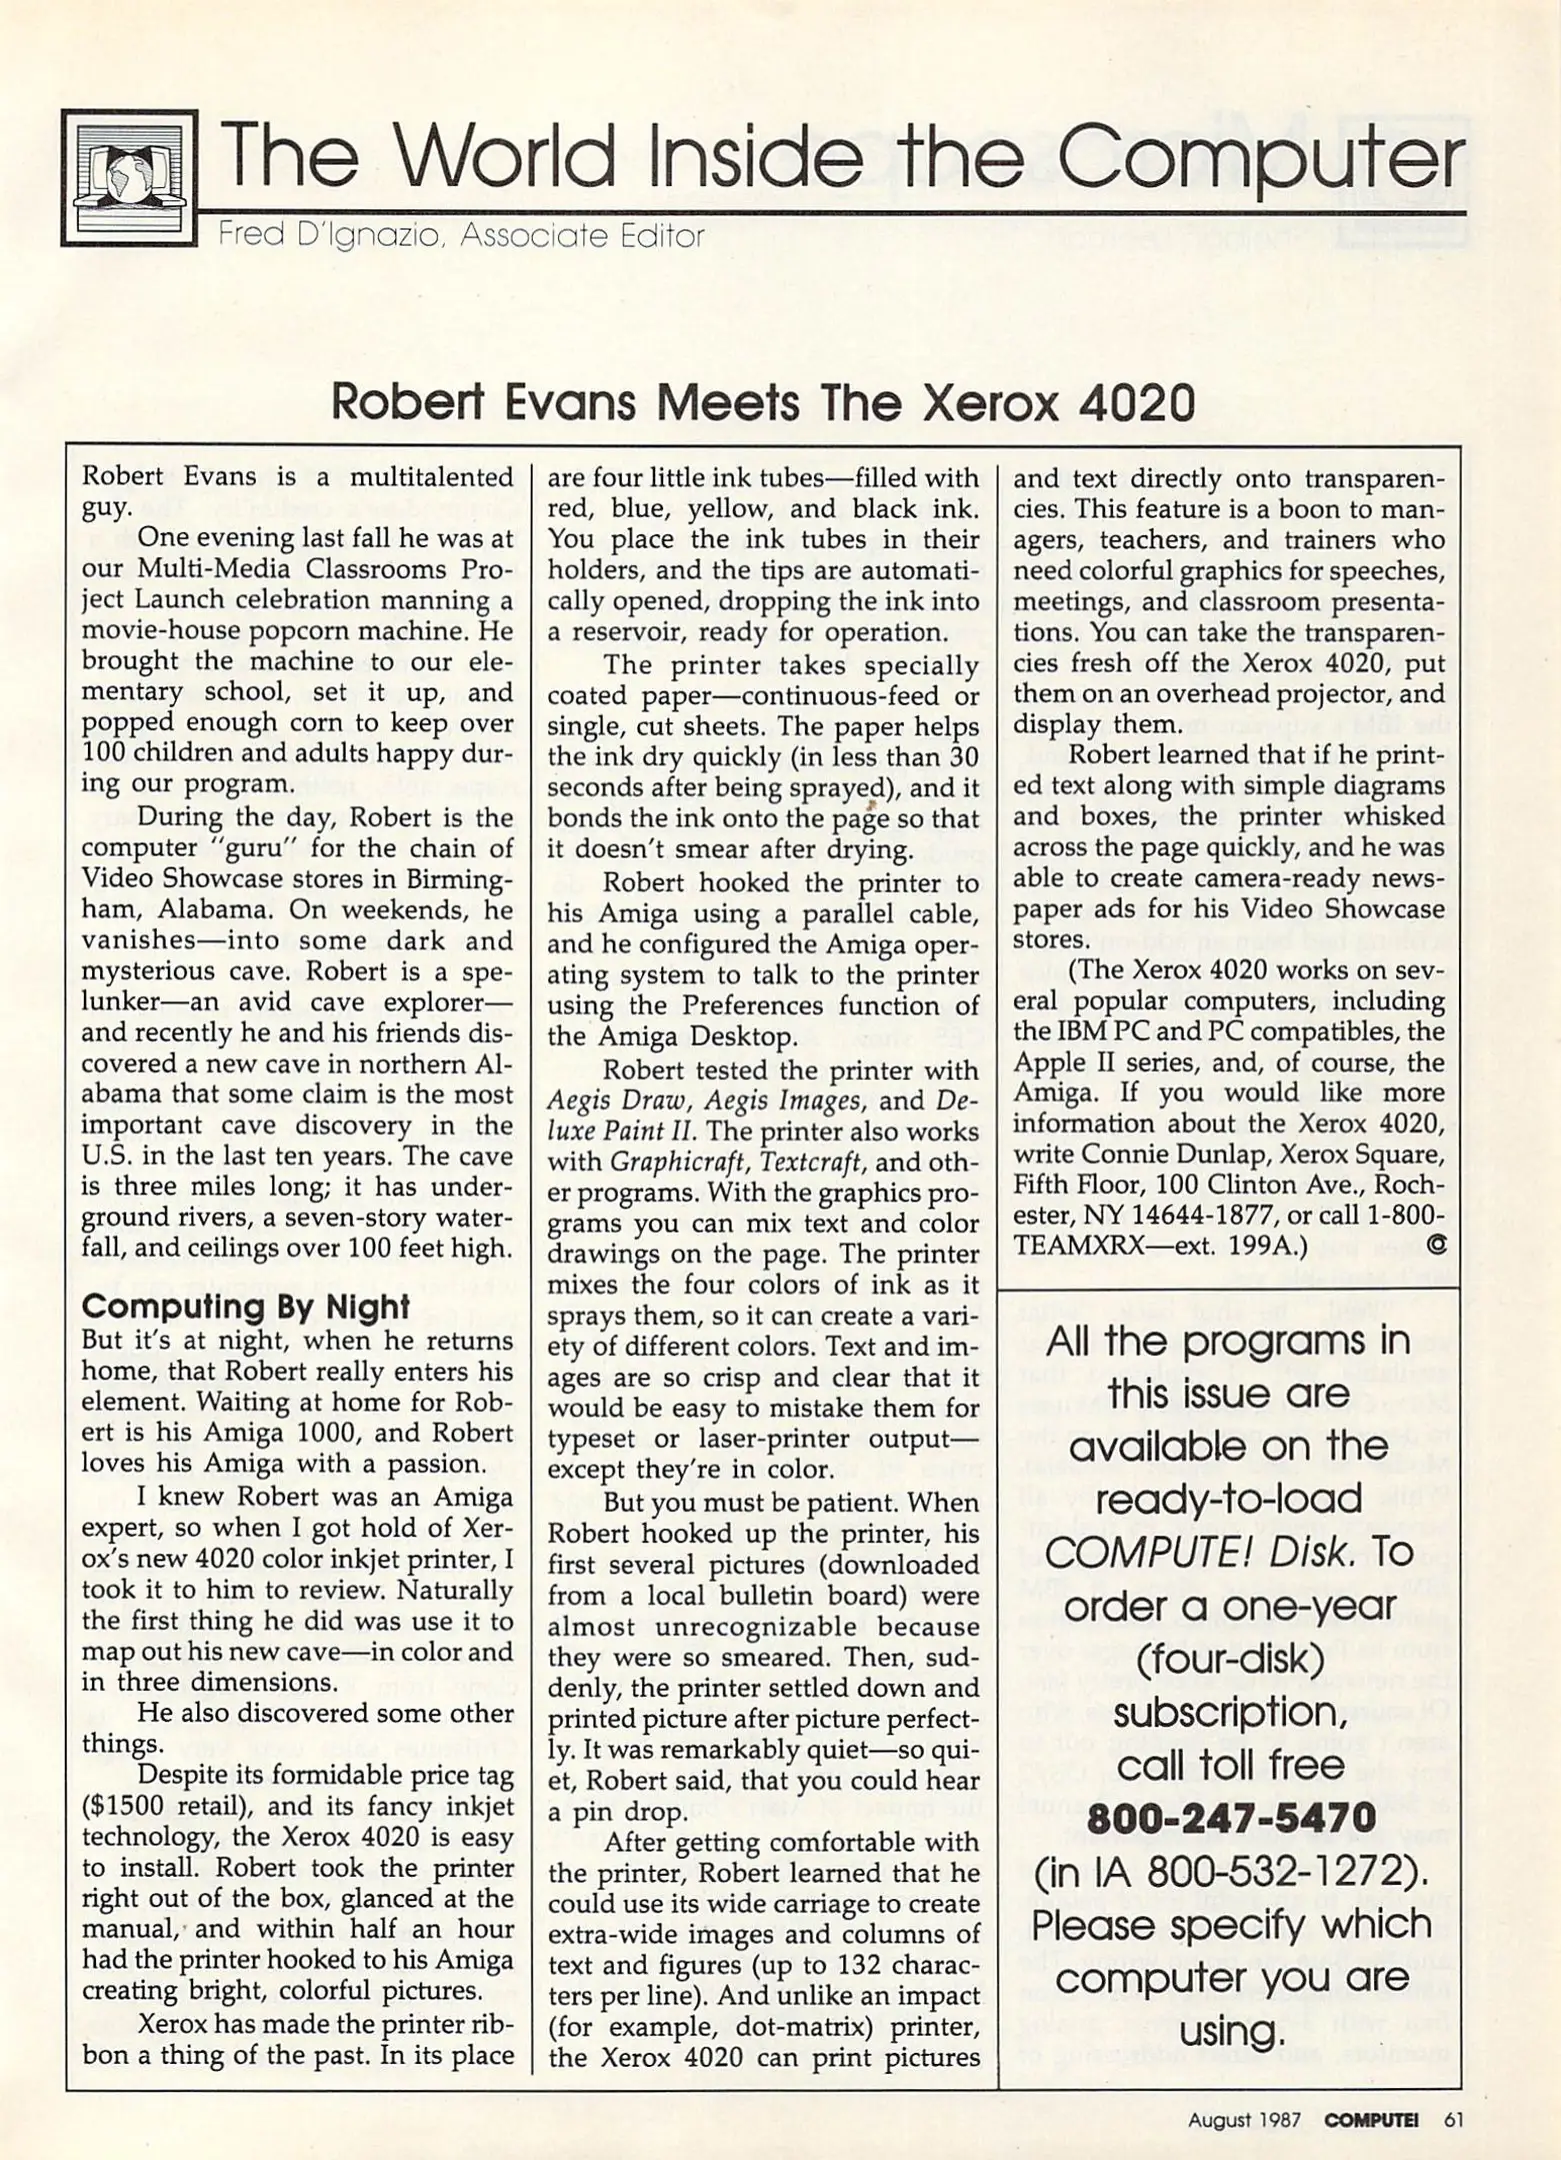 The World Inside the Computer
Fred D'Ignazio, Associate Editor
Robert Evans Meets The Xerox 4020
Robert Evans is a multitalented
guy.
One evening last fall he was at
our Multi-Media Classrooms Pro-
ject Launch celebration manning a
movie-house popcorn machine. He
brought the machine to our ele-
mentary school, set it up, and
popped enough corn to keep over
100 children and adults happy dur-
ing our program.
During the day, Robert is the
computer "guru" for the chain of
Video Showcase stores in Birming-
ham, Alabama. On weekends, he
vanishes—into some dark and
mysterious cave. Robert is a spe-
lunker—an avid cave explorer—
and recently he and his friends dis-
covered a new cave in northern Al-
abama that some claim is the most
important cave discovery in the
U.S. in the last ten years. The cave
is three miles long; it has under-
ground rivers, a seven-story water-
fall, and ceilings over 100 feet high.
Computing By Night
But it's at night, when he returns
home, that Robert really enters his
element. Waiting at home for Rob-
ert is his Amiga 1000, and Robert
loves his Amiga with a passion.
I knew Robert was an Amiga
expert, so when I got hold of Xer-
ox's new 4020 color inkjet printer, I
took it to him to review. Naturally
the first thing he did was use it to
map out his new cave—in color and
in three dimensions.
He also discovered some other
things.
Despite its formidable price tag
($1500 retail), and its fancy inkjet
technology, the Xerox 4020 is easy
to install. Robert took the printer
right out of the box, glanced at the
manual, and within half an hour
had the printer hooked to his Amiga
creating bright, colorful pictures.
Xerox has made the printer rib-
bon a thing of the past. In its place
are four little ink tubes—filled with
red, blue, yellow, and black ink.
You place the ink tubes in their
holders, and the tips are automati-
cally opened, dropping the ink into
a reservoir, ready for operation.
The printer takes specially
coated paper—continuous-feed or
single, cut sheets. The paper helps
the ink dry quickly (in less than 30
seconds after being sprayed), and it
bonds the ink onto the page so that
it doesn't smear after drying.
Robert hooked the printer to
his Amiga using a parallel cable,
and he configured the Amiga oper-
ating system to talk to the printer
using the Preferences function of
the Amiga Desktop.
Robert tested the printer with
Aegis Draw, Aegis Images, and De-
luxe Paint II. The printer also works
with Graphicraft, Textcraft, and oth-
er programs. With the graphics pro-
grams you can mix text and color
drawings on the page. The printer
mixes the four colors of ink as it
sprays them, so it can create a vari-
ety of different colors. Text and im-
ages are so crisp and clear that it
would be easy to mistake them for
typeset or laser-printer output—
except they're in color.
But you must be patient. When
Robert hooked up the printer, his
first several pictures (downloaded
from a local bulletin board) were
almost unrecognizable because
they were so smeared. Then, sud-
denly, the printer settled down and
printed picture after picture perfect-
ly. It was remarkably quiet—so qui-
et, Robert said, that you could hear
a pin drop.
After getting comfortable with
the printer, Robert learned that he
could use its wide carriage to create
extra-wide images and columns of
text and figures (up to 132 charac-
ters per line). And unlike an impact
(for example, dot-matrix) printer,
the Xerox 4020 can print pictures
and text directly onto transparen-
cies. This feature is a boon to man-
agers, teachers, and trainers who
need colorful graphics for speeches,
meetings, and classroom presenta-
tions. You can take the transparen-
cies fresh off the Xerox 4020, put
them on an overhead projector, and
display them.
Robert learned that if he print-
ed text along with simple diagrams
and boxes, the printer whisked
across the page quickly, and he was
able to create camera-ready news-
paper ads for his Video Showcase
stores.
(The Xerox 4020 works on sev-
eral popular computers, including
the IBM PC and PC compatibles, the
Apple II series, and, of course, the
Amiga. If you would like more
information about the Xerox 4020,
write Connie Dunlap, Xerox Square,
Fifth Floor, 100 Clinton Ave., Roch-
ester, NY 14644-1877, or call 1-800-
TEAMXRX—ext. 199A.)
All the programs in
this issue are
available on the
ready-to-load
COMPUTE! Disk. To
order a one-year
(four-disk)
subscription,
call toll free
800-247-5470
(in IA 800-532-1272).
Please specify which
computer you are
using.
August 1987 COMPUTE! 61